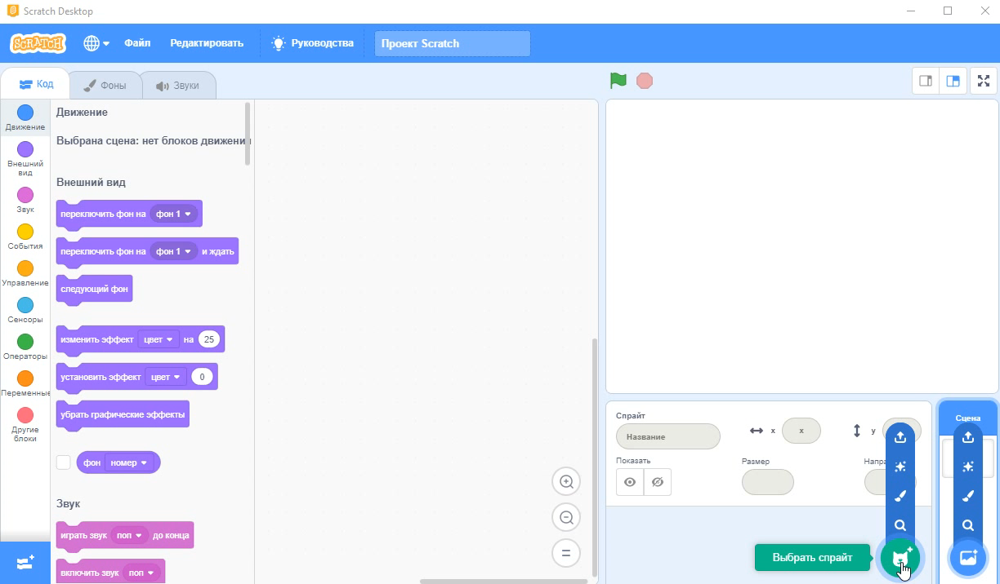 Scratch Desktop
SCRATCH
Файл
Редактировать
Руководства
Проект Scratch
Код
Фоны
Звуки
Движение
Внешний
вид
Звук
События
Управление
Сенсоры
Операторы
Переменные
Другие
блоки
Движение
Выбрана сцена: нет блоков движени
Внешний вид
переключить фон на фон 1
переключить фон на фон 1 и ждать
следующий фон
изменить эффект цвет на 25
установить эффект цвет 0
убрать графические эффекты
фон номер
Звук
играть звук поп до конца
включить звук поп
Спрайт
Название
x
x
y
Показать
Размер
Напра
Выбрать спрайт
Сцена